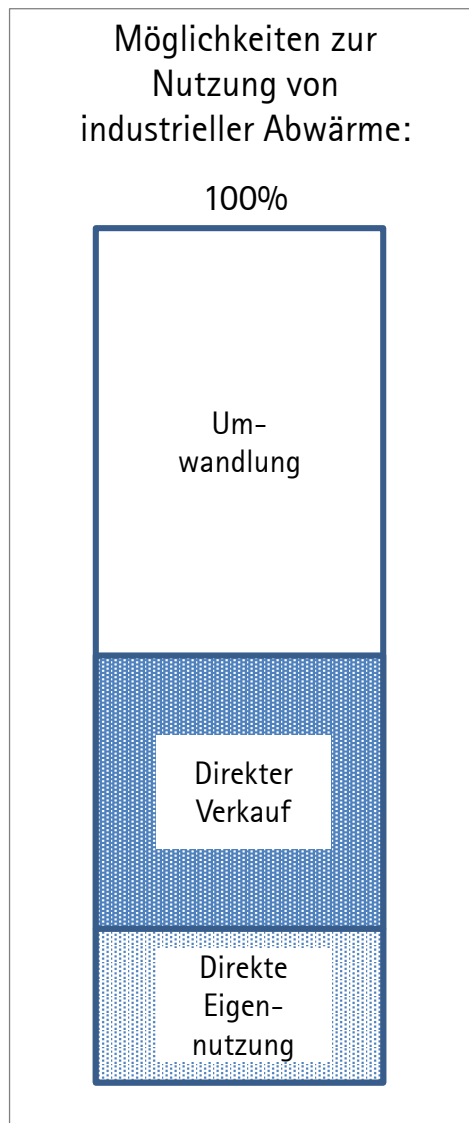 Möglichkeiten zur
Nutzung von
industrieller Abwärme:
100%
Um-
wandlung
Direkter
Verkauf
Direkte
Eigen-
nutzung